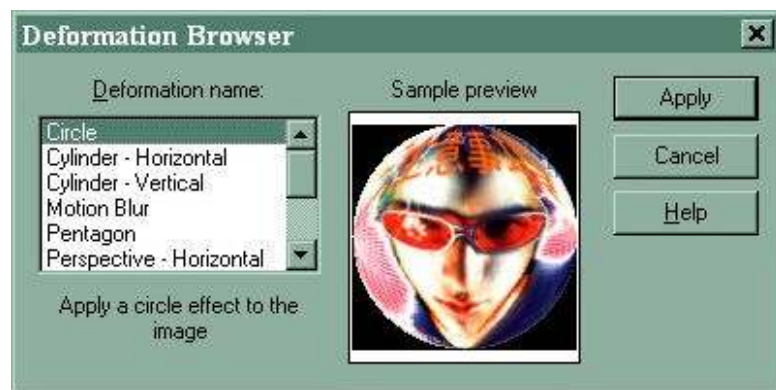 Deformation Browser
Deformation name:
Circle
Cylinder - Horizontal
Cylinder - Vertical
Motion Blur
Pentagon
Perspective - Horizontal
Apply a circle effect to the
image
Sample preview
Apply
Cancel
Help